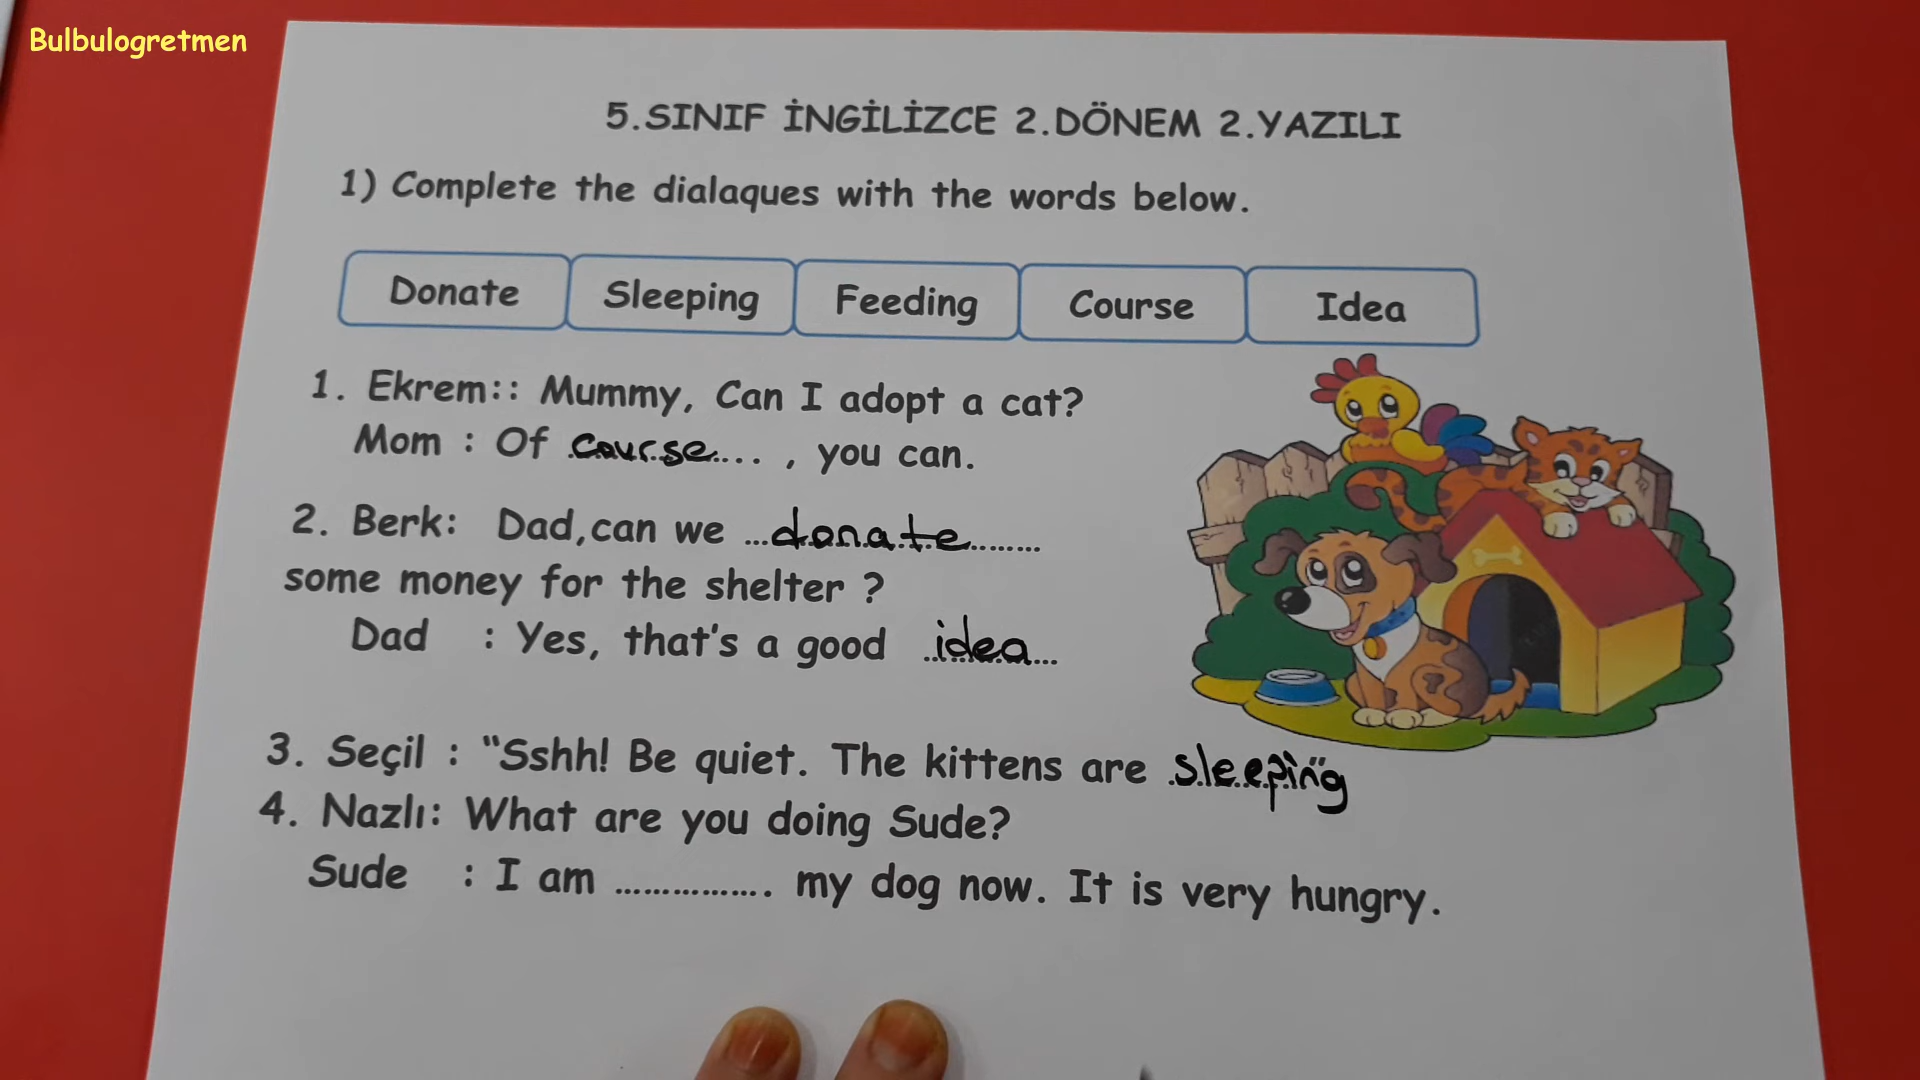 Bulbulogretmen
5.SINIF İNGİLİZCE 2.DÖNEM 2.YAZILI
1) Complete the dialaques with the words below.
Donate Sleeping Feeding Course Idea
1. Ekrem:: Mummy, Can I adopt a cat?
Mom : Of course.... , you can.
2. Berk: Dad,can we ...donate........
some money for the shelter ?
Dad : Yes, that's a good ..idea...
3. Seçil : “Sshh! Be quiet. The kittens are sleeping”
4. Nazlı: What are you doing Sude?
Sude : I am ................ my dog now. It is very hungry.